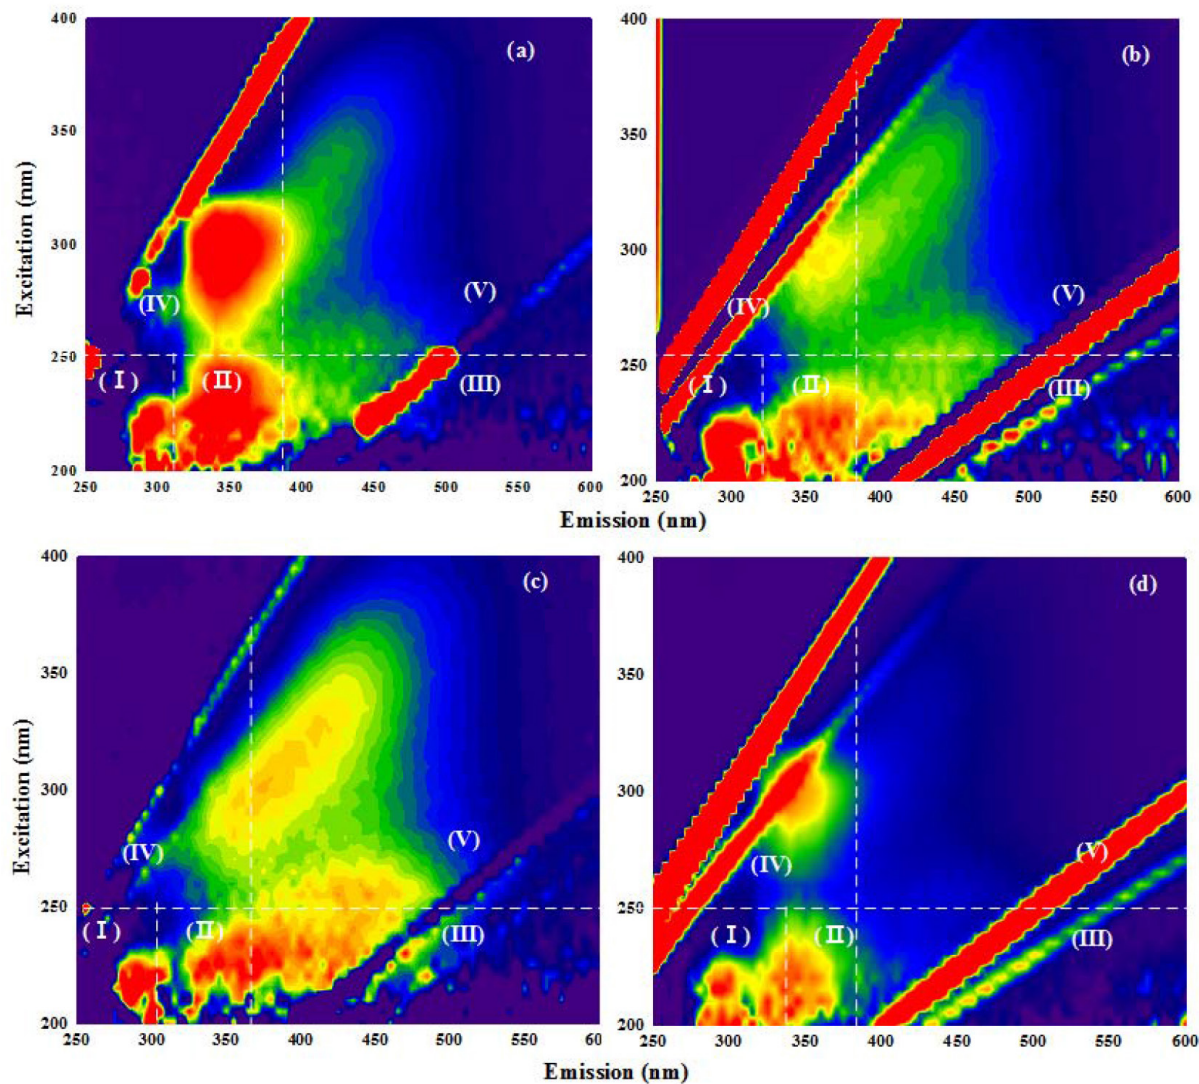 400
(a)
350
Excitation (nm)
300
(IV)
(V)
250
( I )
(II)
(III)
200
250 300 350 400 450 500 550 600
400
(b)
350
300
(IV)
(V)
250
( I )
(II)
(III)
200
250 300 350 400 450 500 550 600
Emission (nm)
400
(c)
350
Excitation (nm)
300
(IV)
(V)
250
( I )
(II)
(III)
200
250 300 350 400 450 500 550 60
400
(d)
350
300
(IV)
(V)
250
( I )
(II)
(III)
200
250 300 350 400 450 500 550 600
Emission (nm)